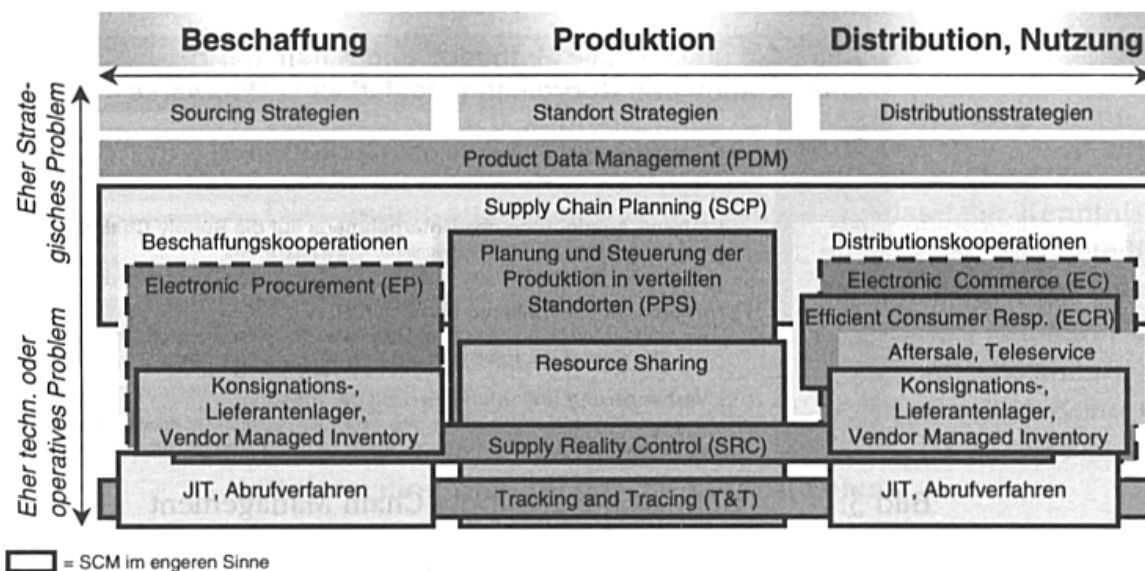 Beschaffung
Produktion
Distribution, Nutzung
Eher Strate-
gisches Problem
Sourcing Strategien
Standort Strategien
Distributionsstrategien
Product Data Management (PDM)
Supply Chain Planning (SCP)
Beschaffungskooperationen
Electronic Procurement (EP)
Planung und Steuerung der
Produktion in verteilten
Standorten (PPS)
Distributionskooperationen
Electronic Commerce (EC)
Efficient Consumer Resp. (ECR)
Aftersale, Teleservice
Eher techn. oder
operatives Problem
Resource Sharing
Konsignations-,
Lieferantenlager,
Vendor Managed Inventory
Konsignations-,
Lieferantenlager,
Vendor Managed Inventory
Supply Reality Control (SRC)
JIT, Abrufverfahren
Tracking and Tracing (T&T)
JIT, Abrufverfahren
= SCM im engeren Sinne